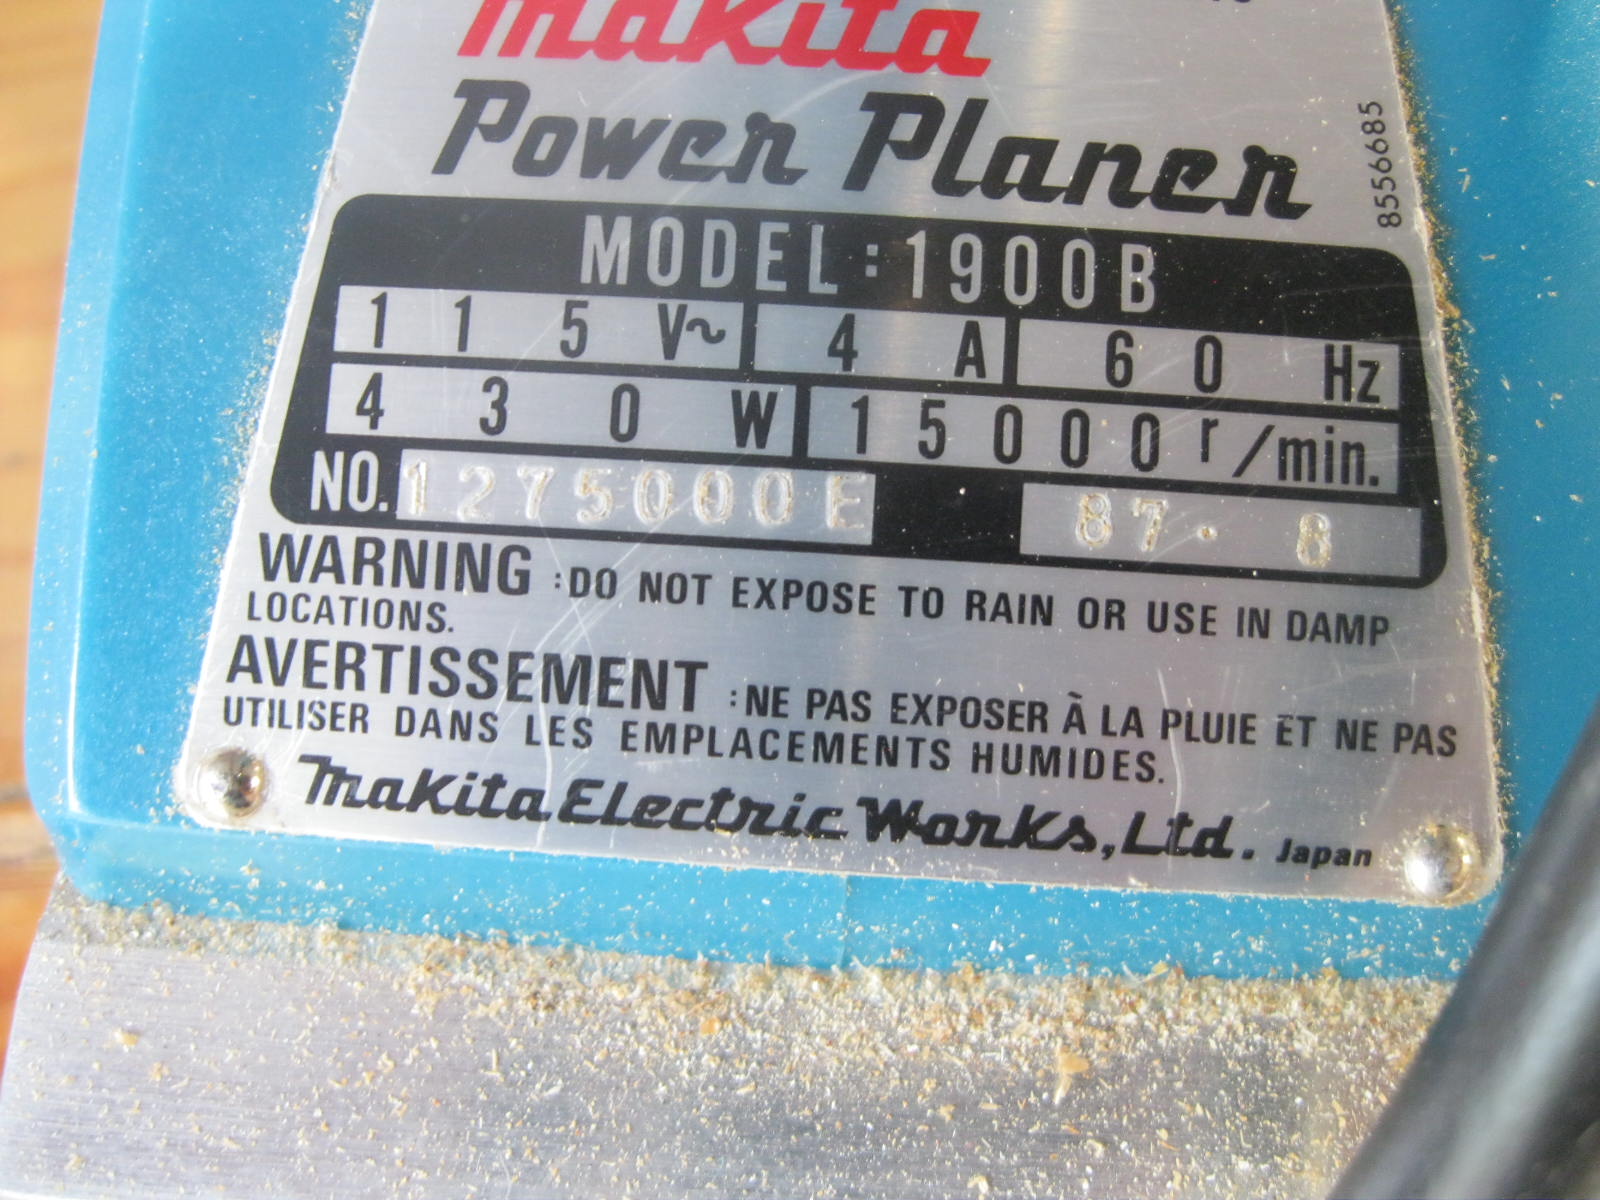 makita
Power Planer
8556685
MODEL:1900B
115V~ 4A 60Hz
430W 15000r/min.
NO. 1275000E 87. 8
WARNING :DO NOT EXPOSE TO RAIN OR USE IN DAMP
LOCATIONS.
AVERTISSEMENT :NE PAS EXPOSER À LA PLUIE ET NE PAS
UTILISER DANS LES EMPLACEMENTS HUMIDES.
Makita Electric Works, Ltd. Japan